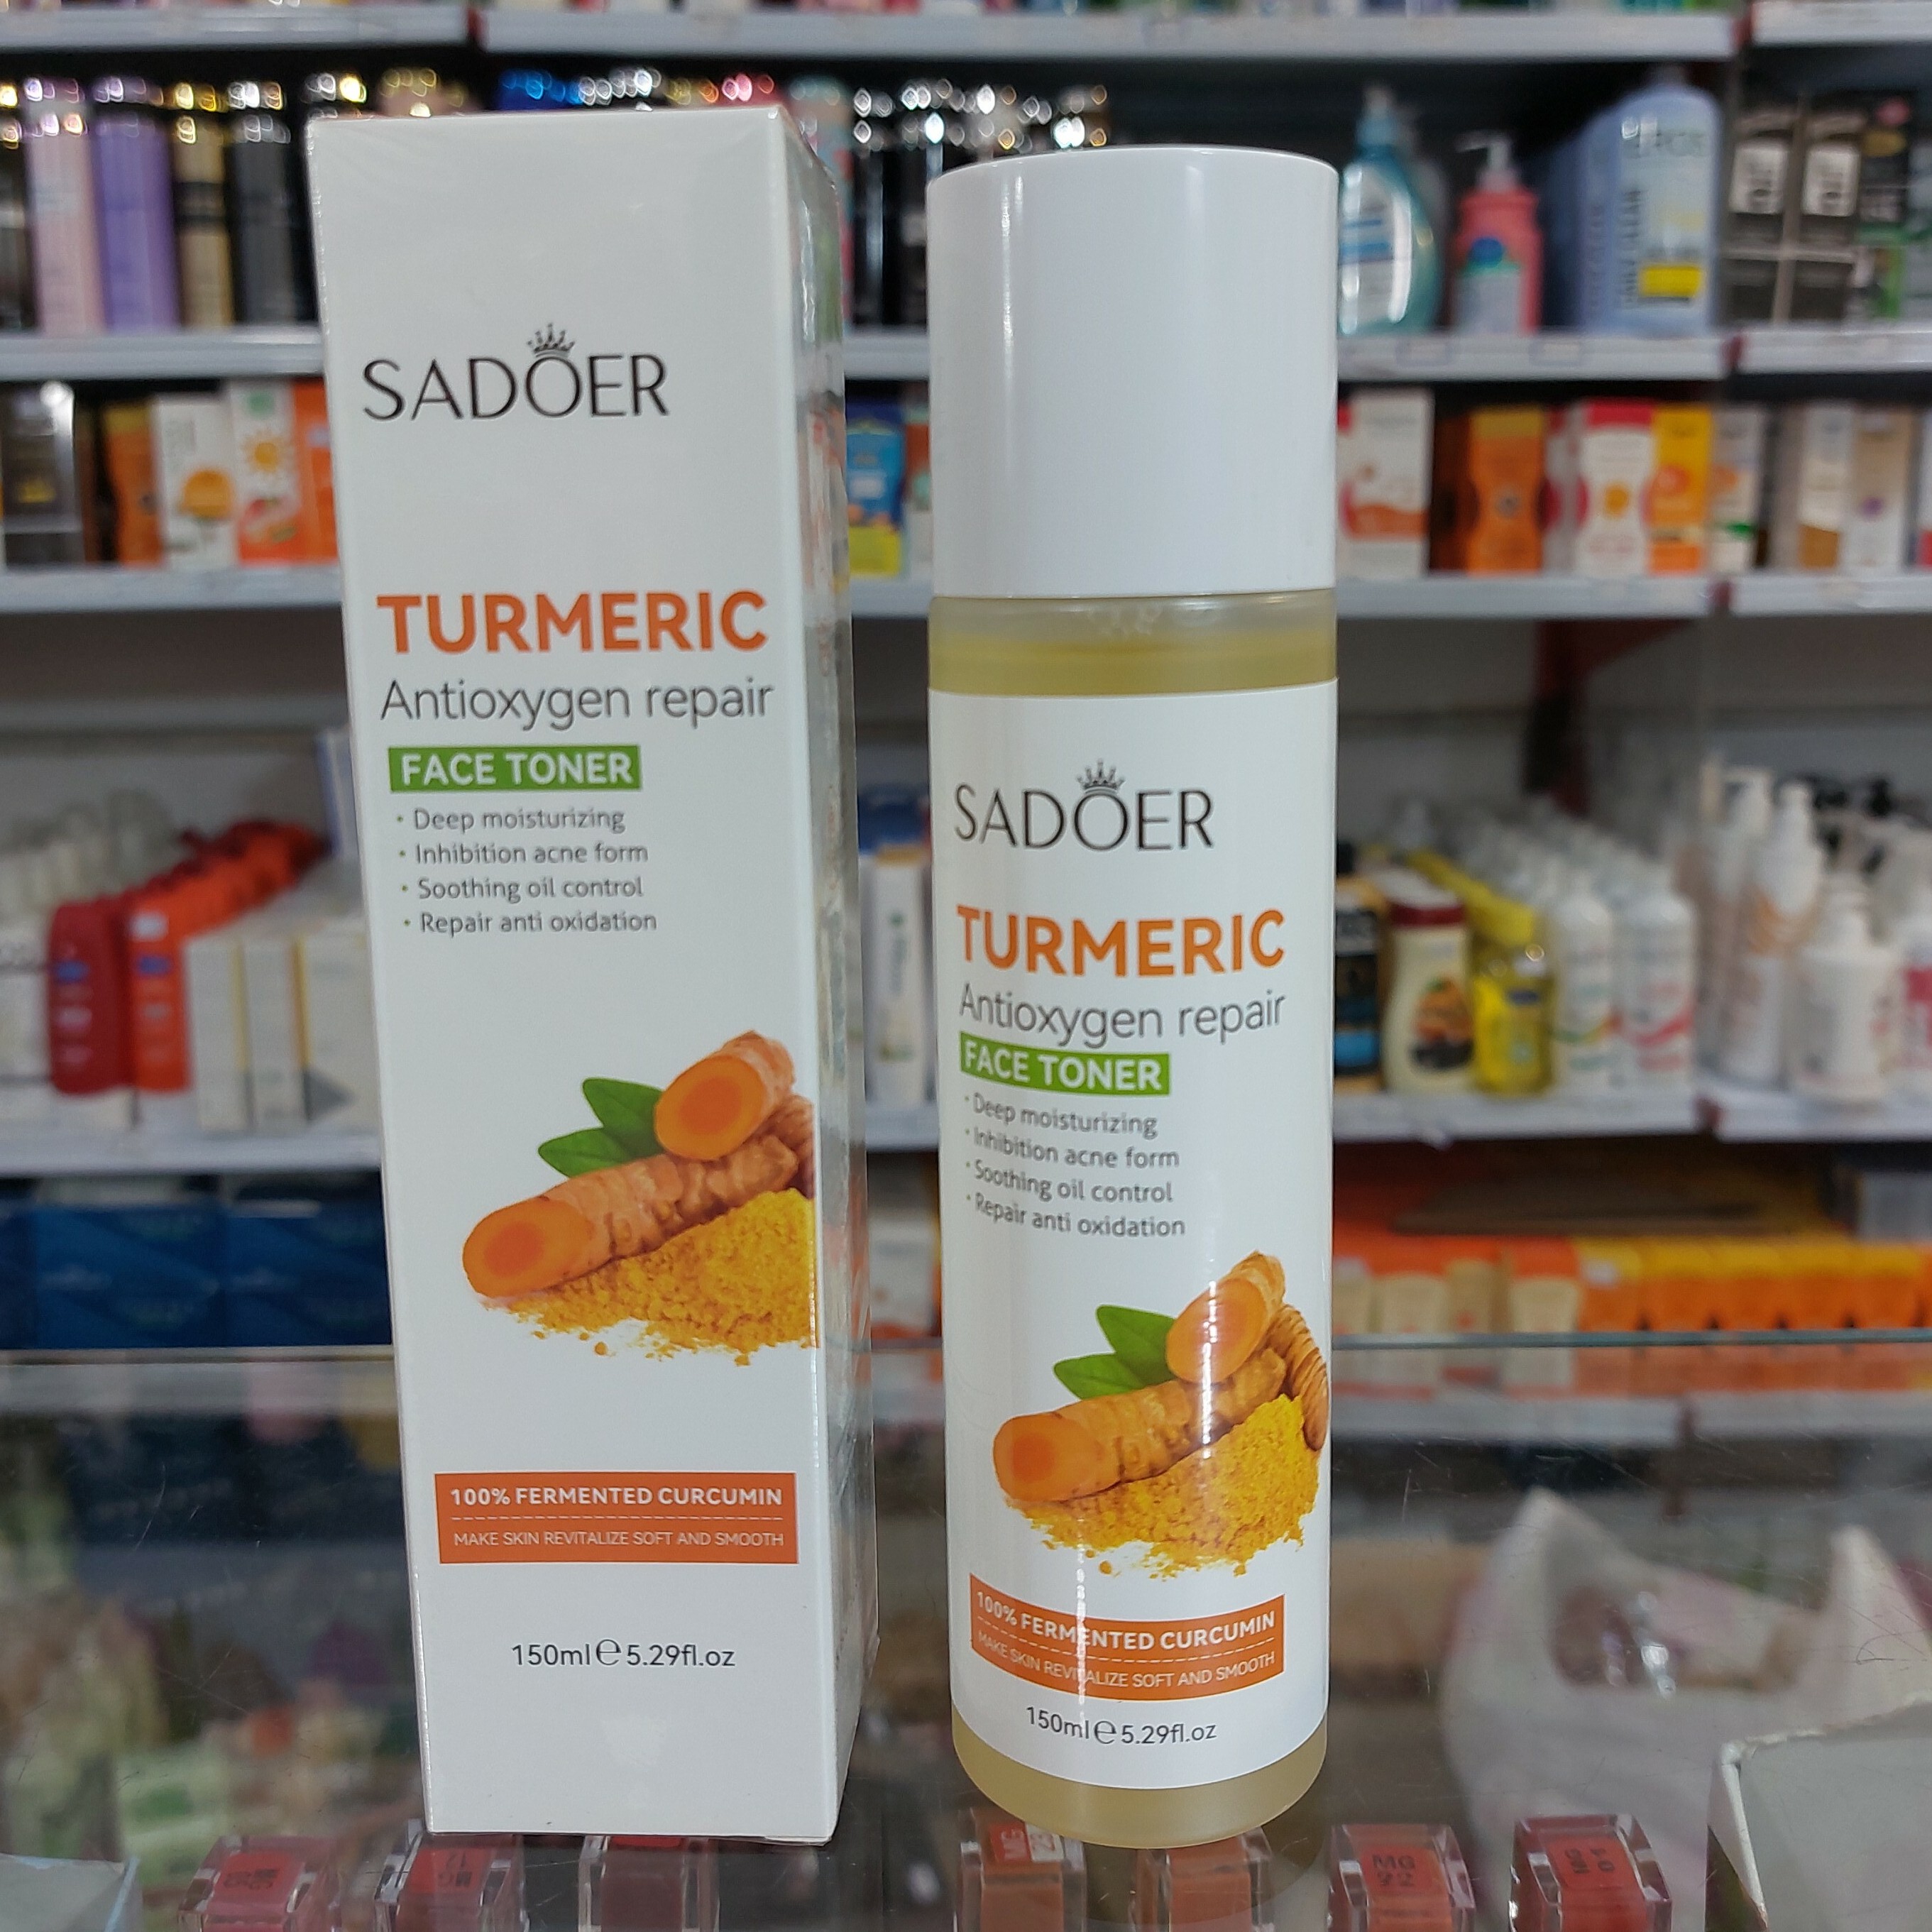 SADOER
TURMERIC
Antioxygen repair
FACE TONER
• Deep moisturizing
• Inhibition acne form
• Soothing oil control
• Repair anti oxidation
100% FERMENTED CURCUMIN
MAKE SKIN REVITALIZE SOFT AND SMOOTH
150ml℮5.29fl.oz
SADOER
TURMERIC
Antioxygen repair
FACE TONER
• Deep moisturizing
• Inhibition acne form
• Soothing oil control
• Repair anti oxidation
100% FERMENTED CURCUMIN
MAKE SKIN REVITALIZE SOFT AND SMOOTH
150ml℮5.29fl.oz